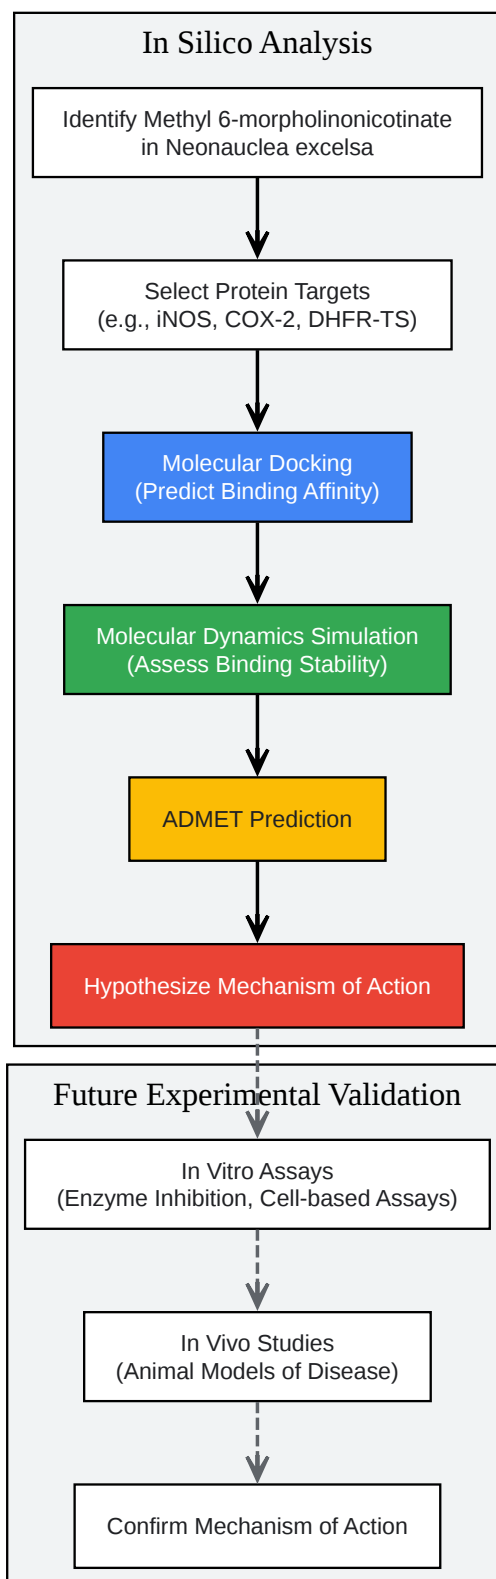 In Silico Analysis
Identify Methyl 6-morpholinonicotinate
in Neonauclea excelsa
Select Protein Targets
(e.g., iNOS, COX-2, DHFR-TS)
Molecular Docking
(Predict Binding Affinity)
Molecular Dynamics Simulation
(Assess Binding Stability)
ADMET Prediction
Hypothesize Mechanism of Action
Future Experimental Validation
In Vitro Assays
(Enzyme Inhibition, Cell-based Assays)
In Vivo Studies
(Animal Models of Disease)
Confirm Mechanism of Action